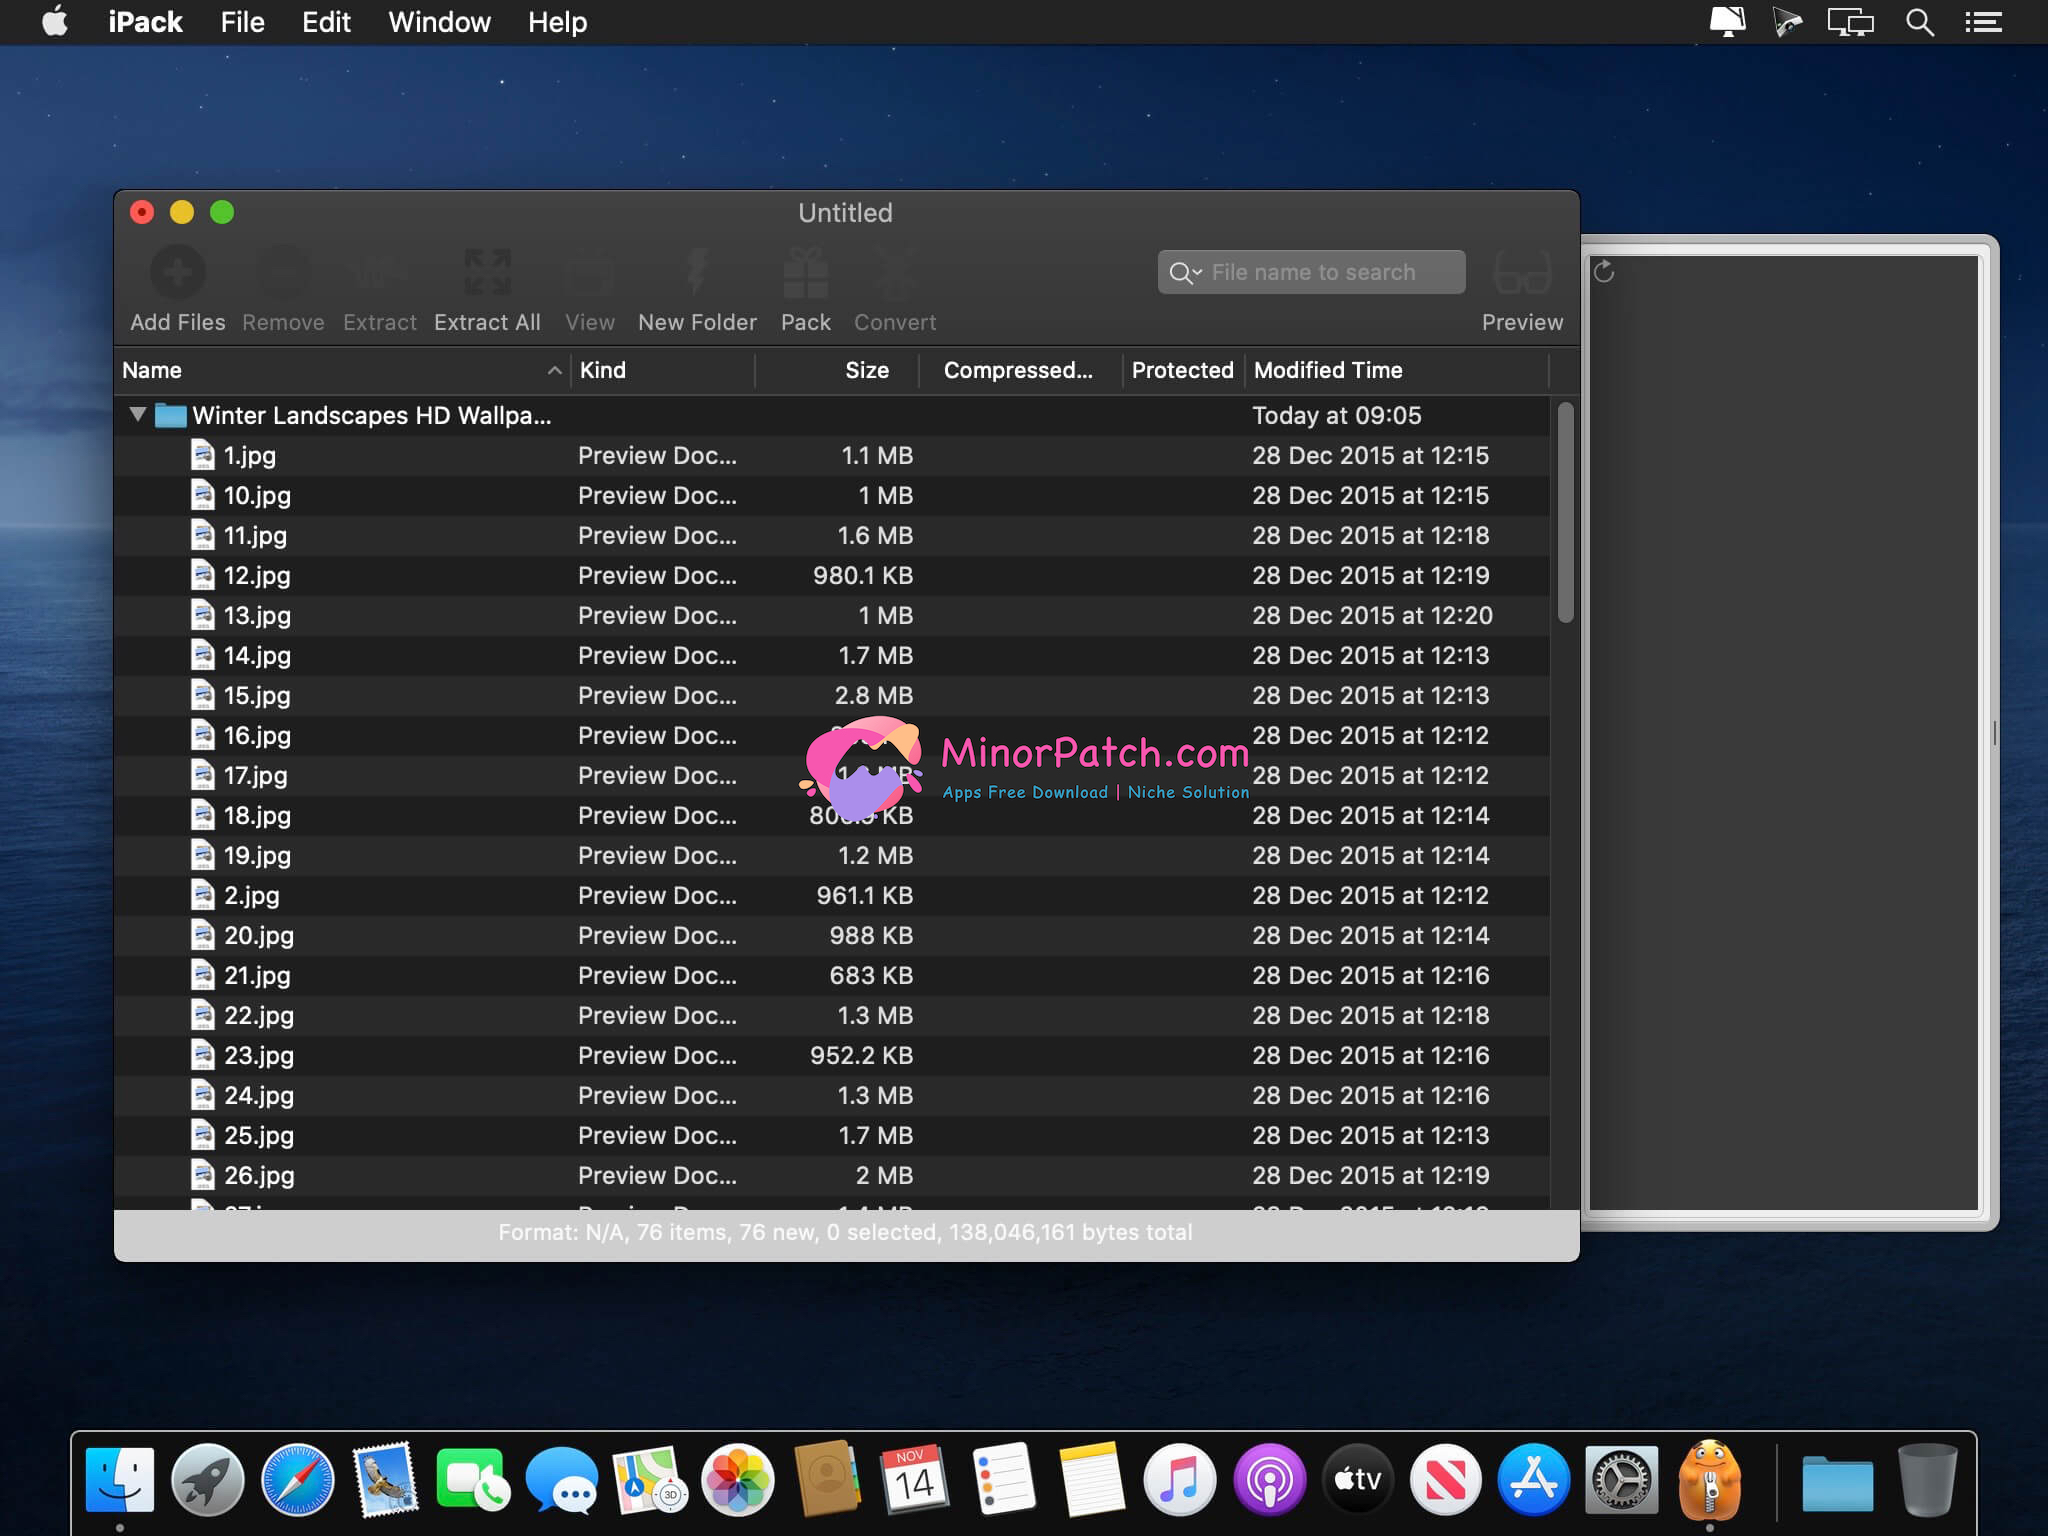 iPack File Edit Window Help
Untitled
File name to search
Add Files Remove Extract Extract All View New Folder Pack Convert Preview
Name Kind Size Compressed... Protected Modified Time
Winter Landscapes HD Wallpa... Today at 09:05
1.jpg Preview Doc... 1.1 MB 28 Dec 2015 at 12:15
10.jpg Preview Doc... 1 MB 28 Dec 2015 at 12:15
11.jpg Preview Doc... 1.6 MB 28 Dec 2015 at 12:18
12.jpg Preview Doc... 980.1 KB 28 Dec 2015 at 12:19
13.jpg Preview Doc... 1 MB 28 Dec 2015 at 12:20
14.jpg Preview Doc... 1.7 MB 28 Dec 2015 at 12:13
15.jpg Preview Doc... 2.8 MB 28 Dec 2015 at 12:13
16.jpg Preview Doc... 28 Dec 2015 at 12:12
MinorPatch.com
17.jpg Preview Doc... MB 28 Dec 2015 at 12:12
Apps Free Download | Niche Solution
18.jpg Preview Doc... KB 28 Dec 2015 at 12:14
19.jpg Preview Doc... 1.2 MB 28 Dec 2015 at 12:14
2.jpg Preview Doc... 961.1 KB 28 Dec 2015 at 12:12
20.jpg Preview Doc... 988 KB 28 Dec 2015 at 12:14
21.jpg Preview Doc... 683 KB 28 Dec 2015 at 12:16
22.jpg Preview Doc... 1.3 MB 28 Dec 2015 at 12:18
23.jpg Preview Doc... 952.2 KB 28 Dec 2015 at 12:16
24.jpg Preview Doc... 1.3 MB 28 Dec 2015 at 12:16
25.jpg Preview Doc... 1.7 MB 28 Dec 2015 at 12:13
26.jpg Preview Doc... 2 MB 28 Dec 2015 at 12:19
Format: N/A, 76 items, 76 new, 0 selected, 138,046,161 bytes total
NOV
14
3D
tv